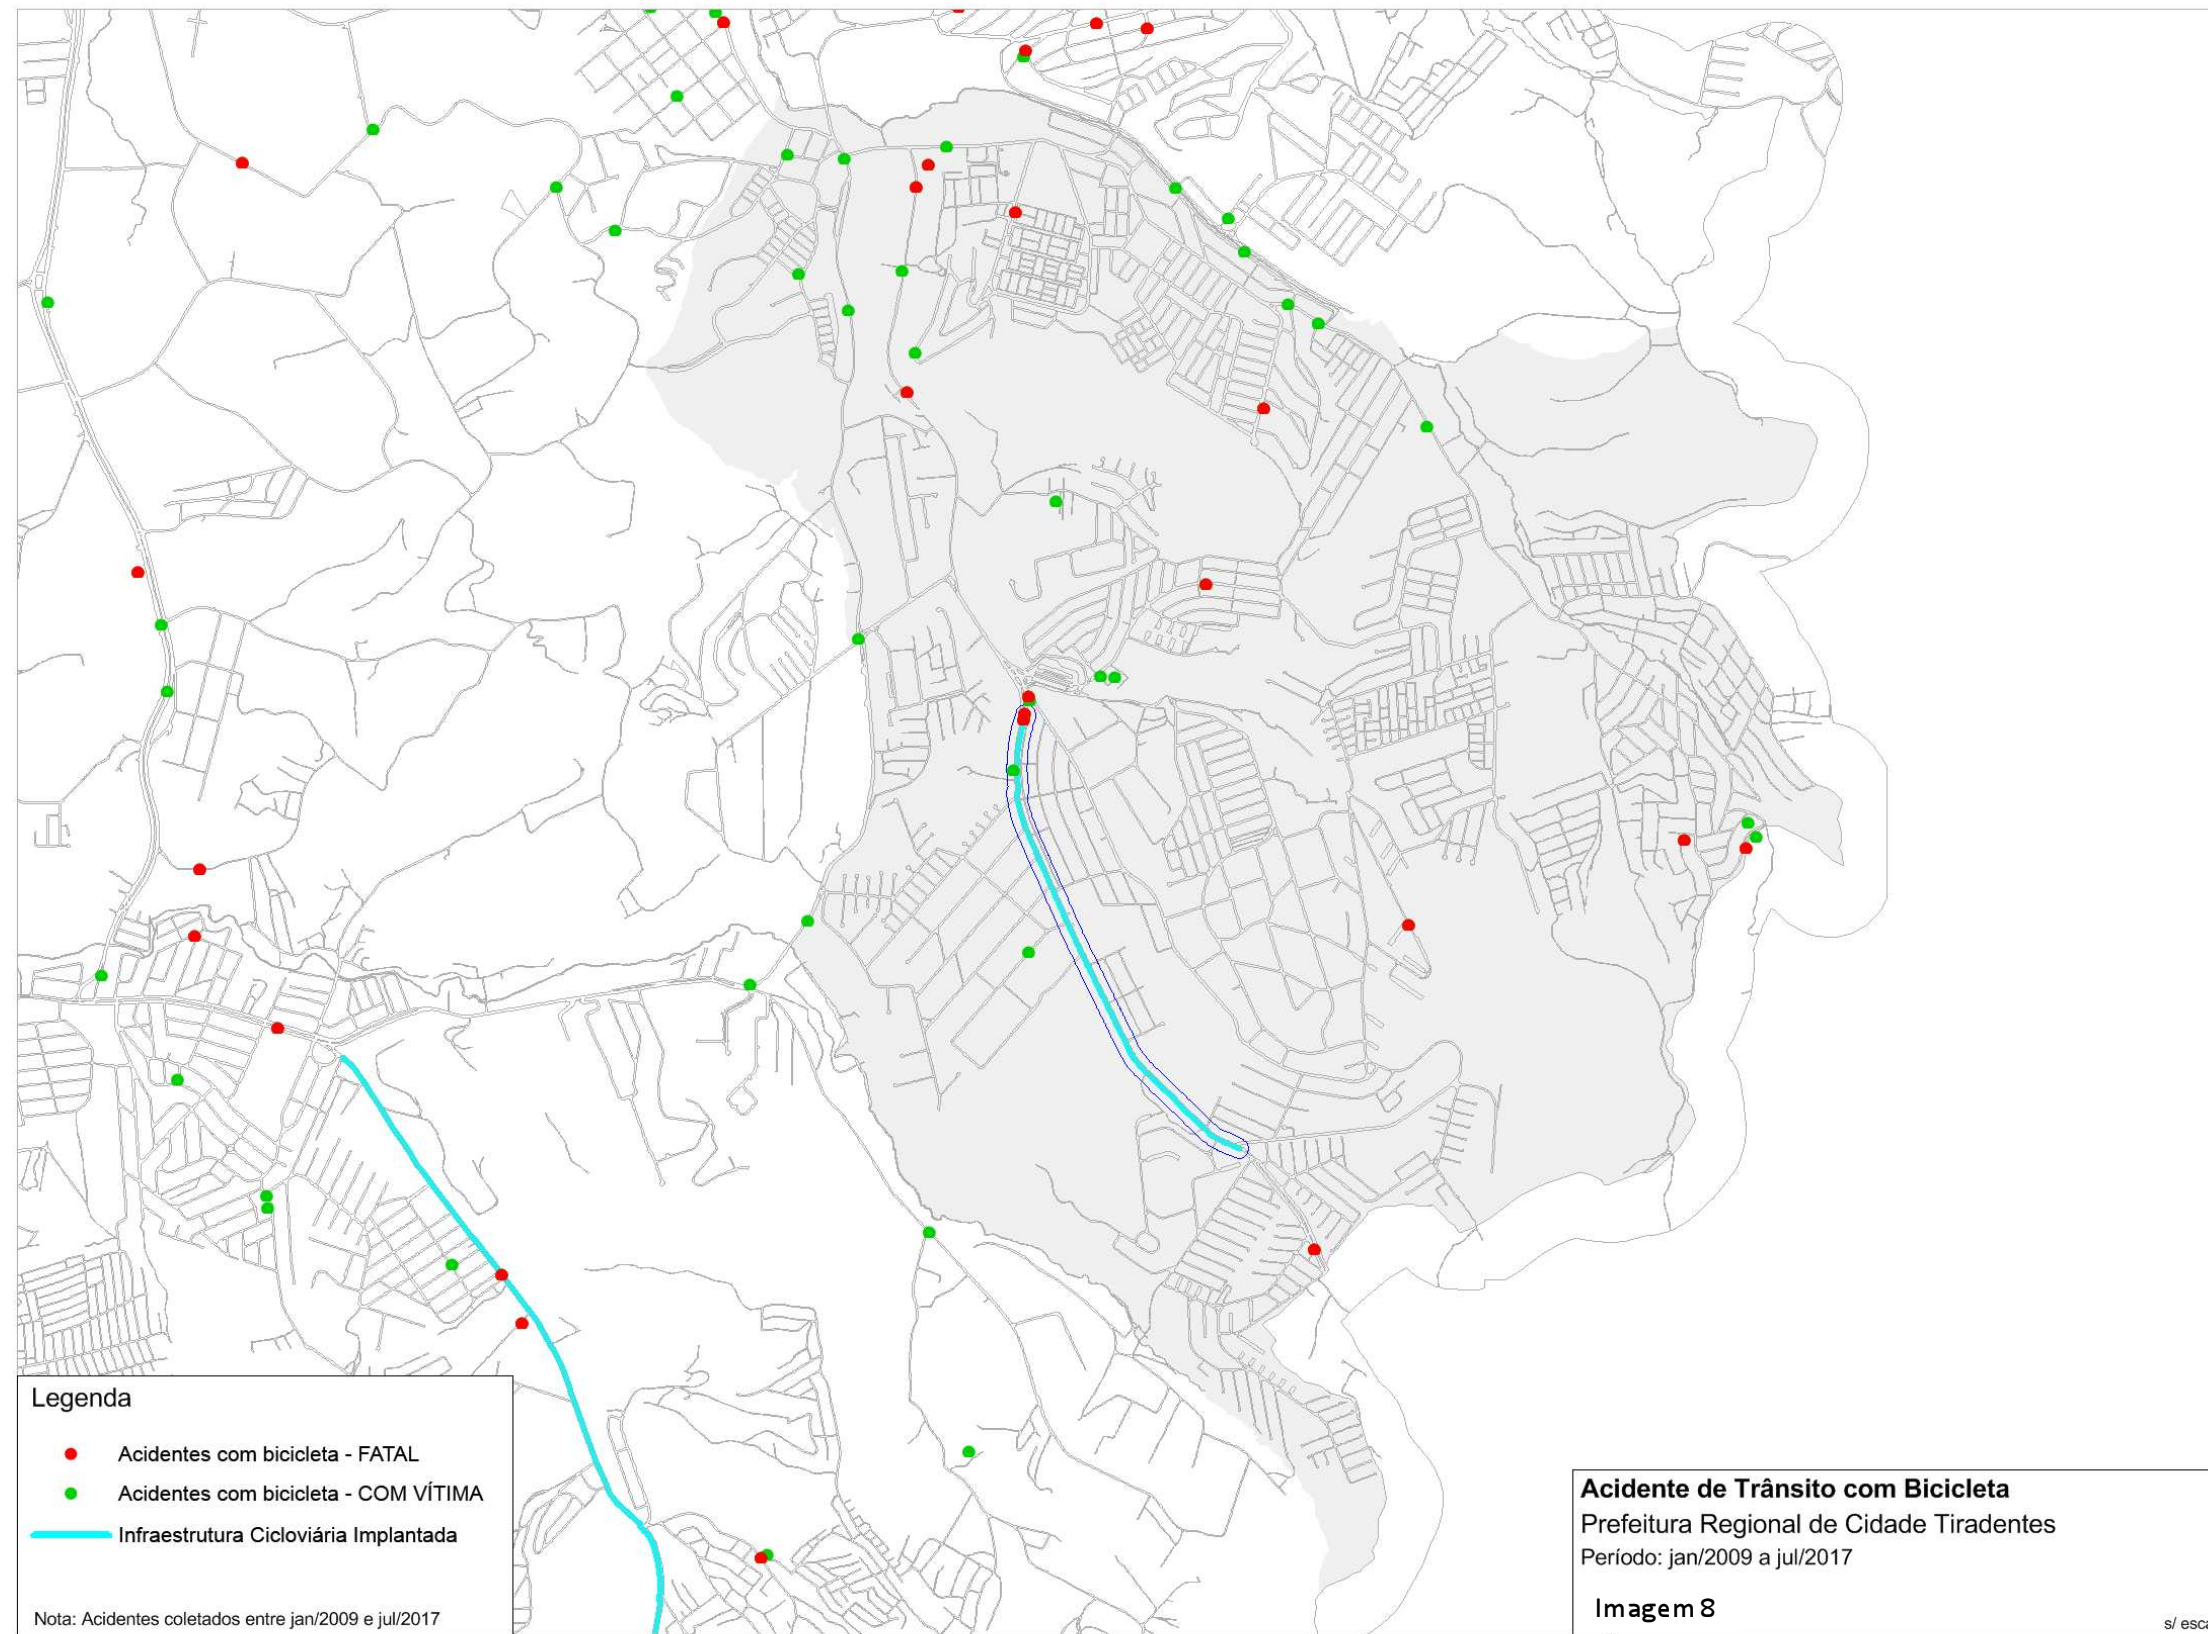 Legenda
Acidentes com bicicleta - FATAL
Acidentes com bicicleta - COM VÍTIMA
Infraestrutura Cicloviária Implantada
Nota: Acidentes coletados entre jan/2009 e jul/2017
Acidente de Trânsito com Bicicleta
Prefeitura Regional de Cidade Tiradentes
Período: jan/2009 a jul/2017
Imagem 8
s/ esca